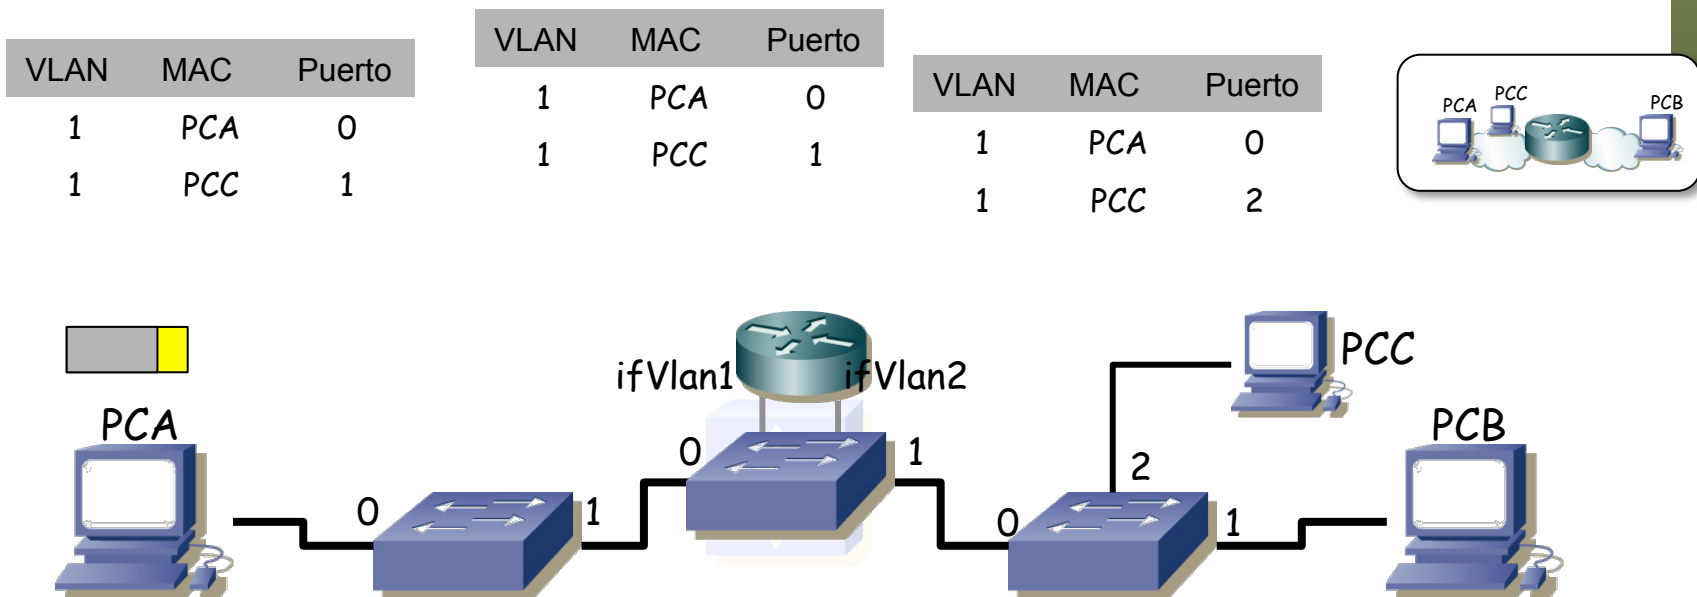 VLAN MAC Puerto
1 PCA 0
1 PCC 1
VLAN MAC Puerto
1 PCA 0
1 PCC 1
VLAN MAC Puerto
1 PCA 0
1 PCC 2
PCA PCC PCB
ifVlan1 ifVlan2
PCC
PCA
PCB
0 1
0 1
0 2 1